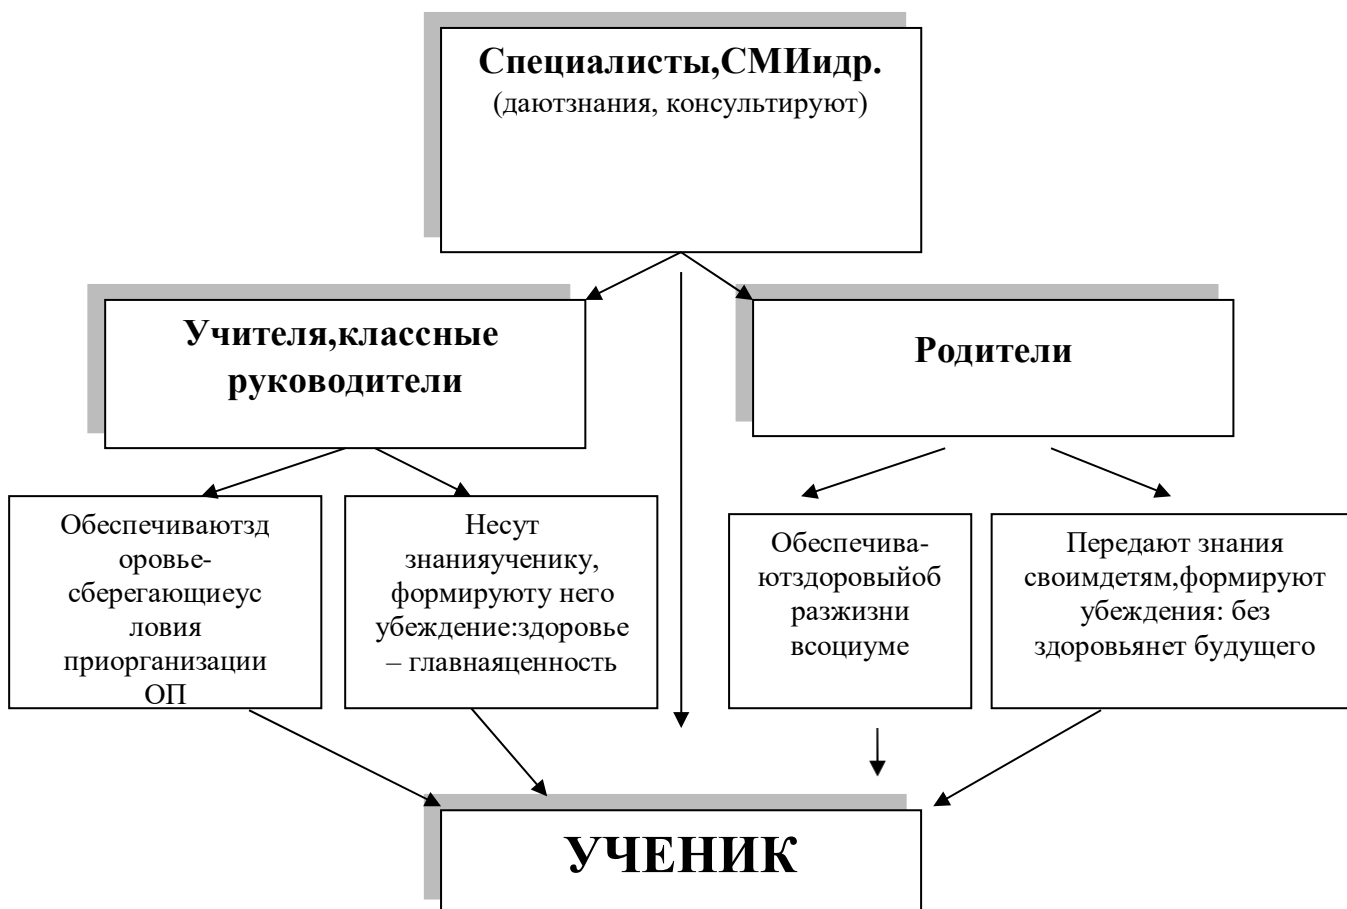 Специалисты,СМИидр.
(даютзнания, консультируют)
Учителя,классные
руководители
Родители
Обеспечиваютзд
оровье-
сберегающиеус
ловия
приорганизации
ОП
Несут
знанияученику,
формируюту него
убеждение:здоровье
– главнаяценность
Обеспечива-
ютздоровыйоб
разжизни
всоциуме
Передают знания
своимдетям,формируют
убеждения: без
здоровьянет будущего
УЧЕНИК